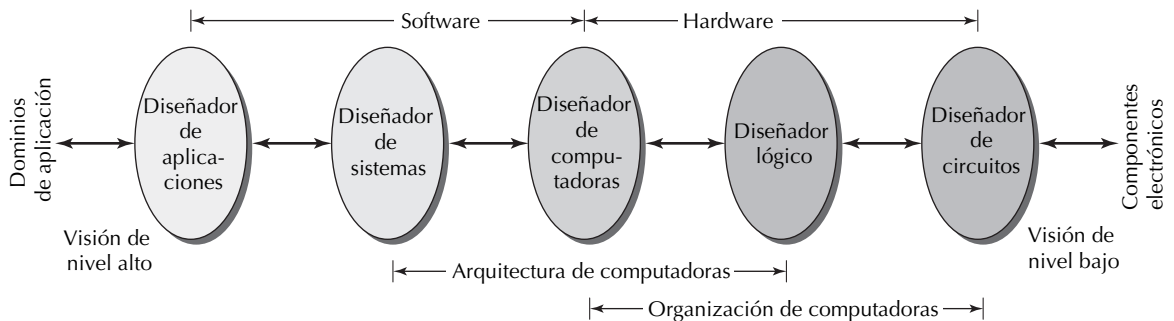 Software
Hardware
Dominios
de aplicación
Diseñador
de
aplica-
ciones
Diseñador
de
sistemas
Diseñador
de
compu-
tadoras
Diseñador
lógico
Diseñador
de
circuitos
Componentes
electrónicos
Visión de
nivel alto
Visión de
nivel bajo
Arquitectura de computadoras
Organización de computadoras